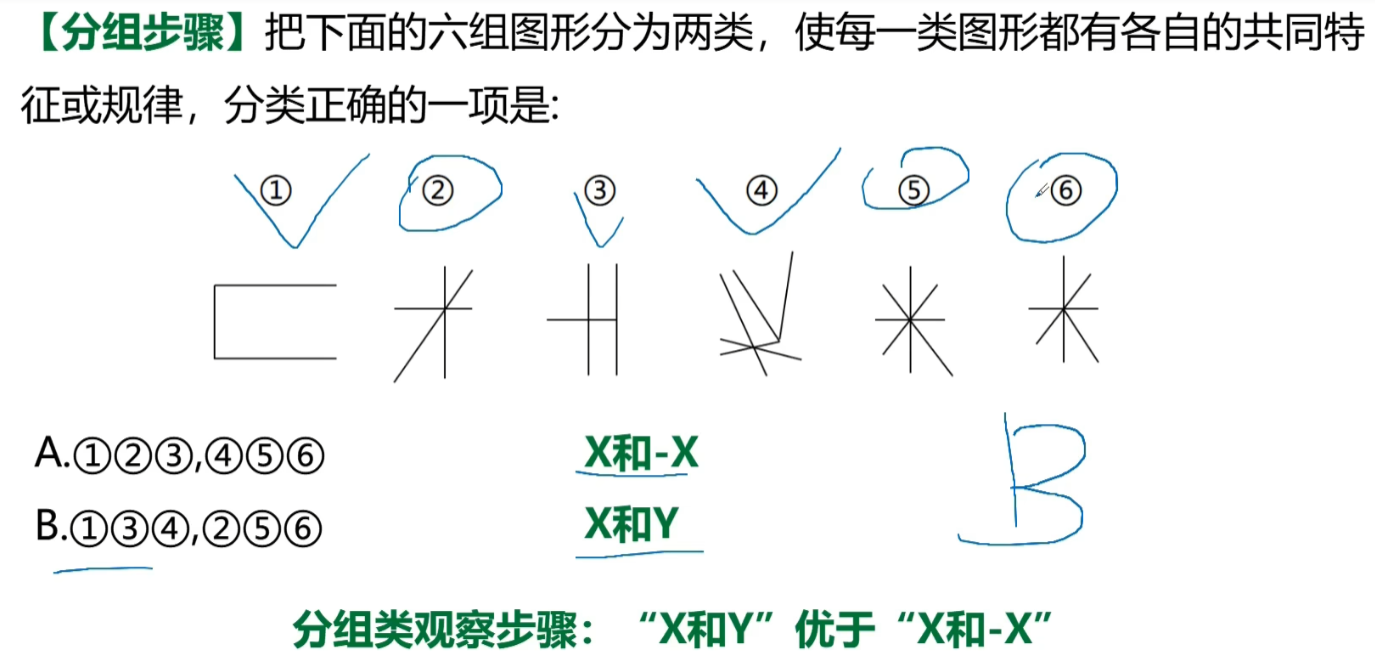 【分组步骤】把下面的六组图形分为两类，使每一类图形都有各自的共同特
征或规律，分类正确的一项是:
① ② ③ ④ ⑤ ⑥
A.①②③,④⑤⑥ X和-X
B.①③④,②⑤⑥ X和Y
B
分组类观察步骤：“X和Y”优于“X和-X”